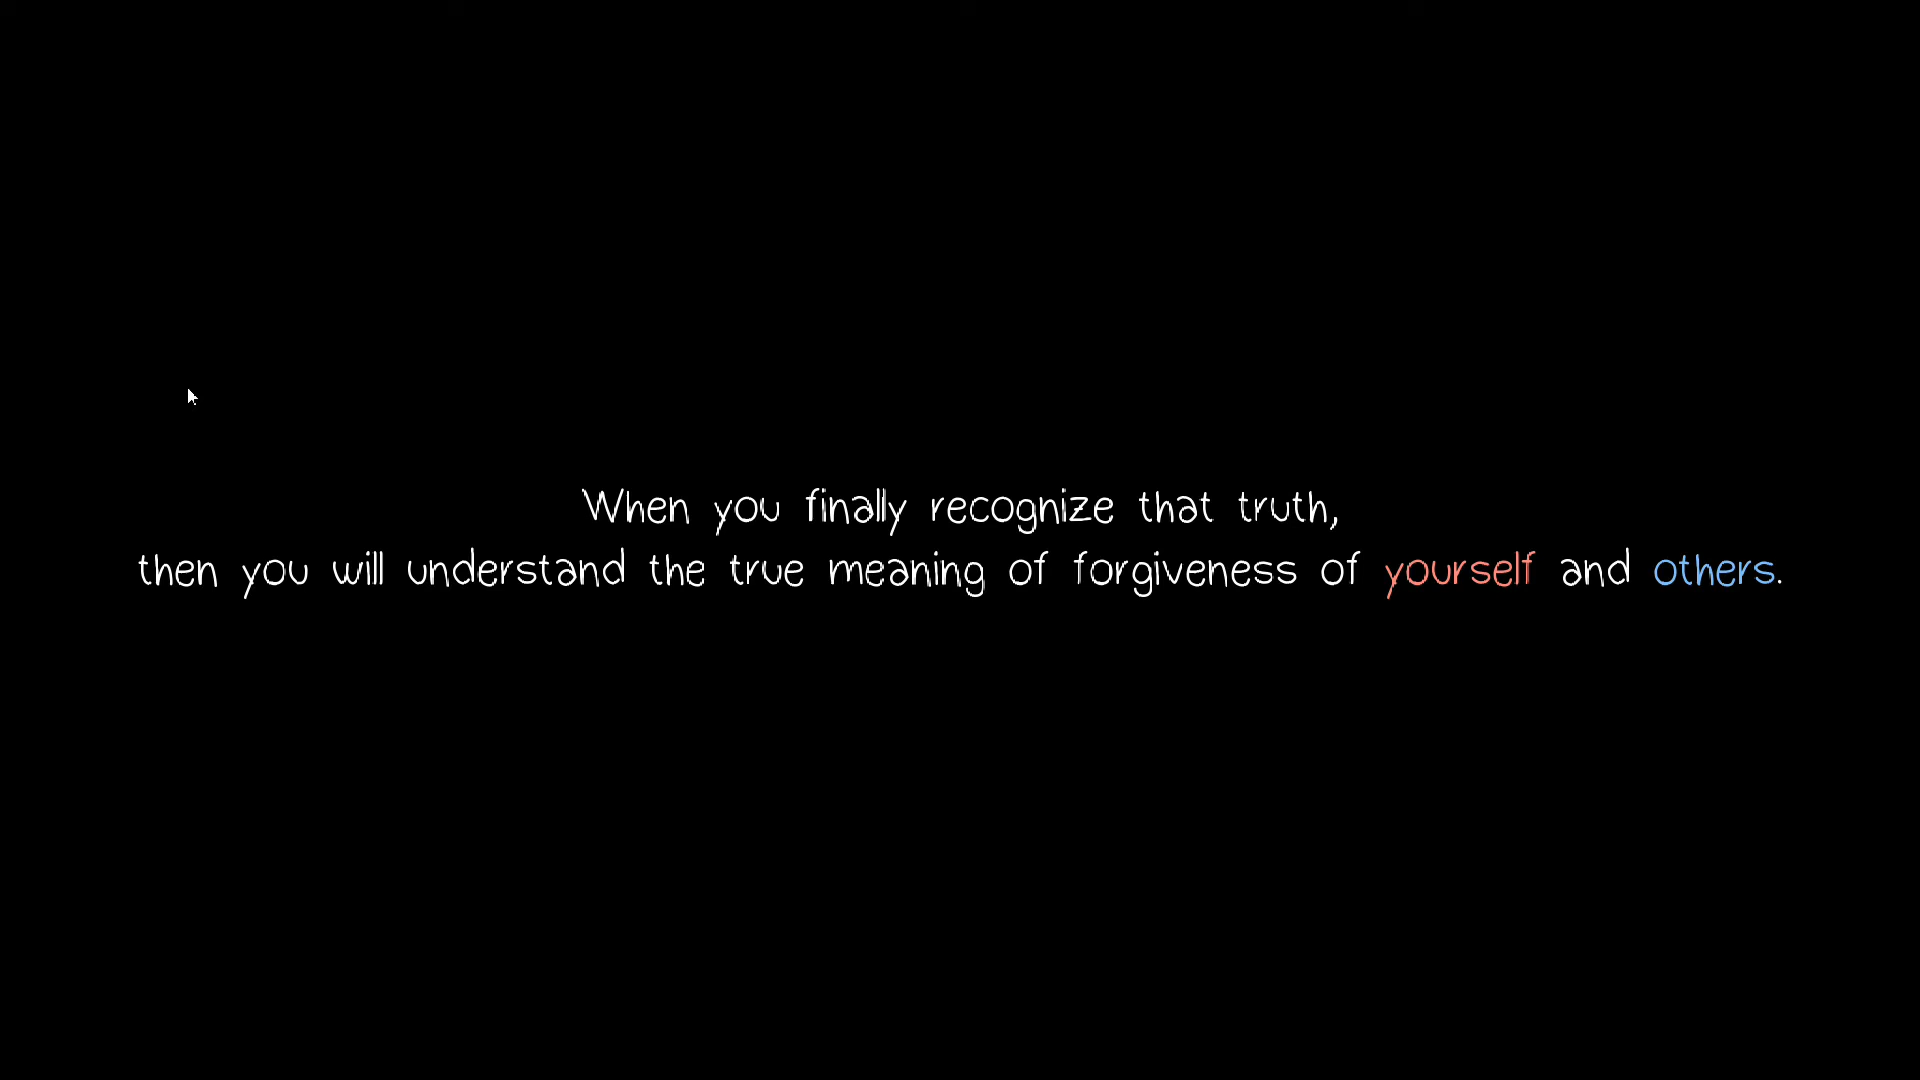 When you finally recognize that truth,
then you will understand the true meaning of forgiveness of yourself and others.